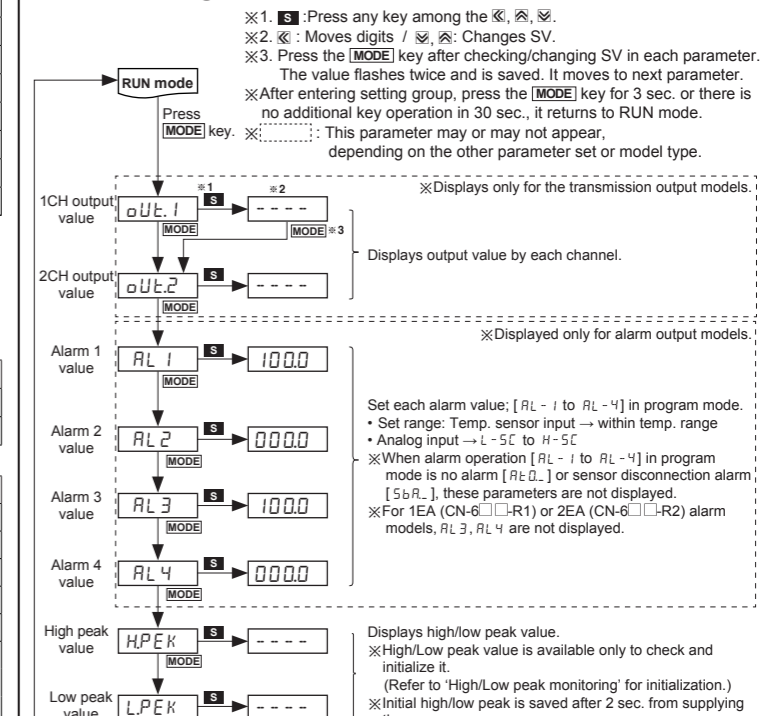 ※1. S :Press any key among the ≪, ︽, ︾.
※2. ≪ : Moves digits / ︾, ︽: Changes SV.
※3. Press the MODE key after checking/changing SV in each parameter.
The value flashes twice and is saved. It moves to next parameter.
※After entering setting group, press the MODE key for 3 sec. or there is
no additional key operation in 30 sec., it returns to RUN mode.
※ : This parameter may or may not appear,
depending on the other parameter set or model type.
RUN mode
Press
MODE key.
※Displays only for the transmission output models.
1CH output
value
oUt.1
※1
S
※2
- - - -
MODE
MODE ※3
Displays output value by each channel.
2CH output
value
oUt.2
S
- - - -
MODE
※Displayed only for alarm output models.
Alarm 1
value
AL 1
S
100.0
MODE
Alarm 2
value
AL 2
S
000.0
MODE
Alarm 3
value
AL 3
S
100.0
MODE
Alarm 4
value
AL 4
S
000.0
MODE
Set each alarm value; [AL-1 to AL-4] in program mode.
• Set range: Temp. sensor input → within temp. range
• Analog input → L-SC to H-SC
※When alarm operation [AL-1 to AL-4] in program
mode is no alarm [At0._] or sensor disconnection alarm
[SbA._], these parameters are not displayed.
※For 1EA (CN-6□□-R1) or 2EA (CN-6□□-R2) alarm
models, AL 3, AL 4 are not displayed.
High peak
value
H.PEK
S
- - - -
MODE
Low peak
value
L.PEK
S
- - - -
Displays high/low peak value.
※High/Low peak value is available only to check and
initialize it.
(Refer to 'High/Low peak monitoring' for initialization.)
※Initial high/low peak is saved after 2 sec. from supplying